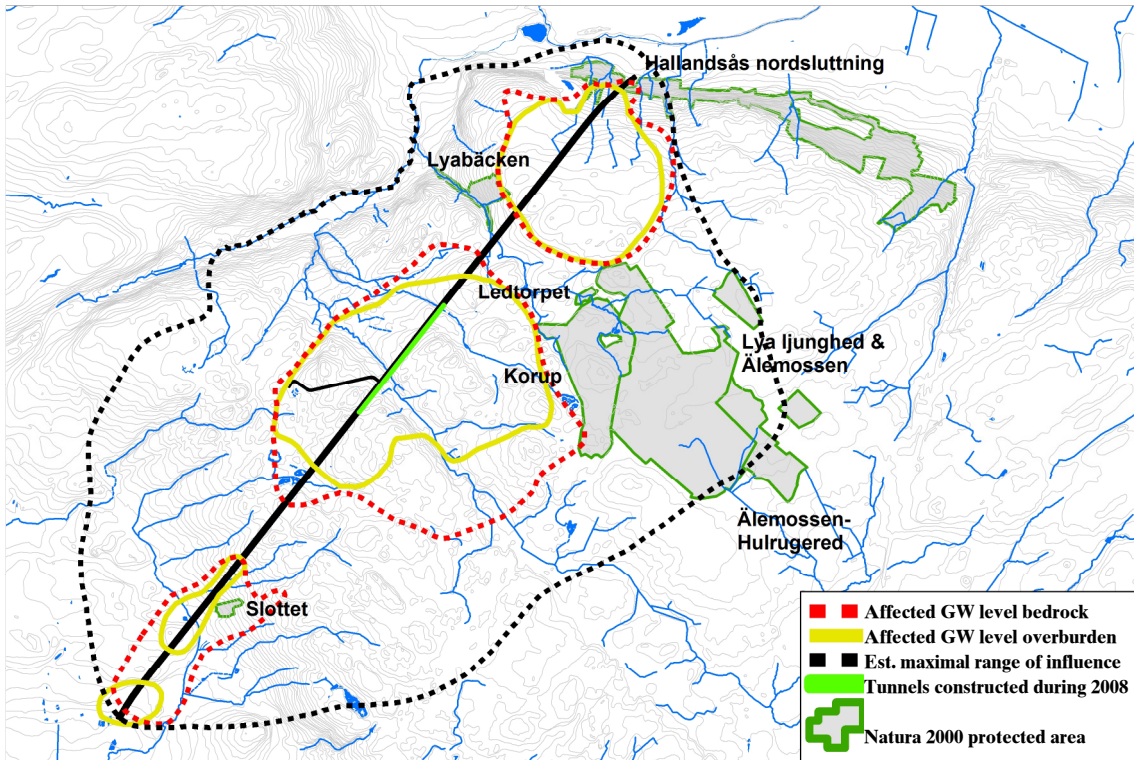 Hallandsås nordsluttning
Lyabäcken
Ledtorpet
Lya ljunghed &
Älemossen
Korup
Älemossen-
Hulrugered
Slottet
Affected GW level bedrock
Affected GW level overburden
Est. maximal range of influence
Tunnels constructed during 2008
Natura 2000 protected area